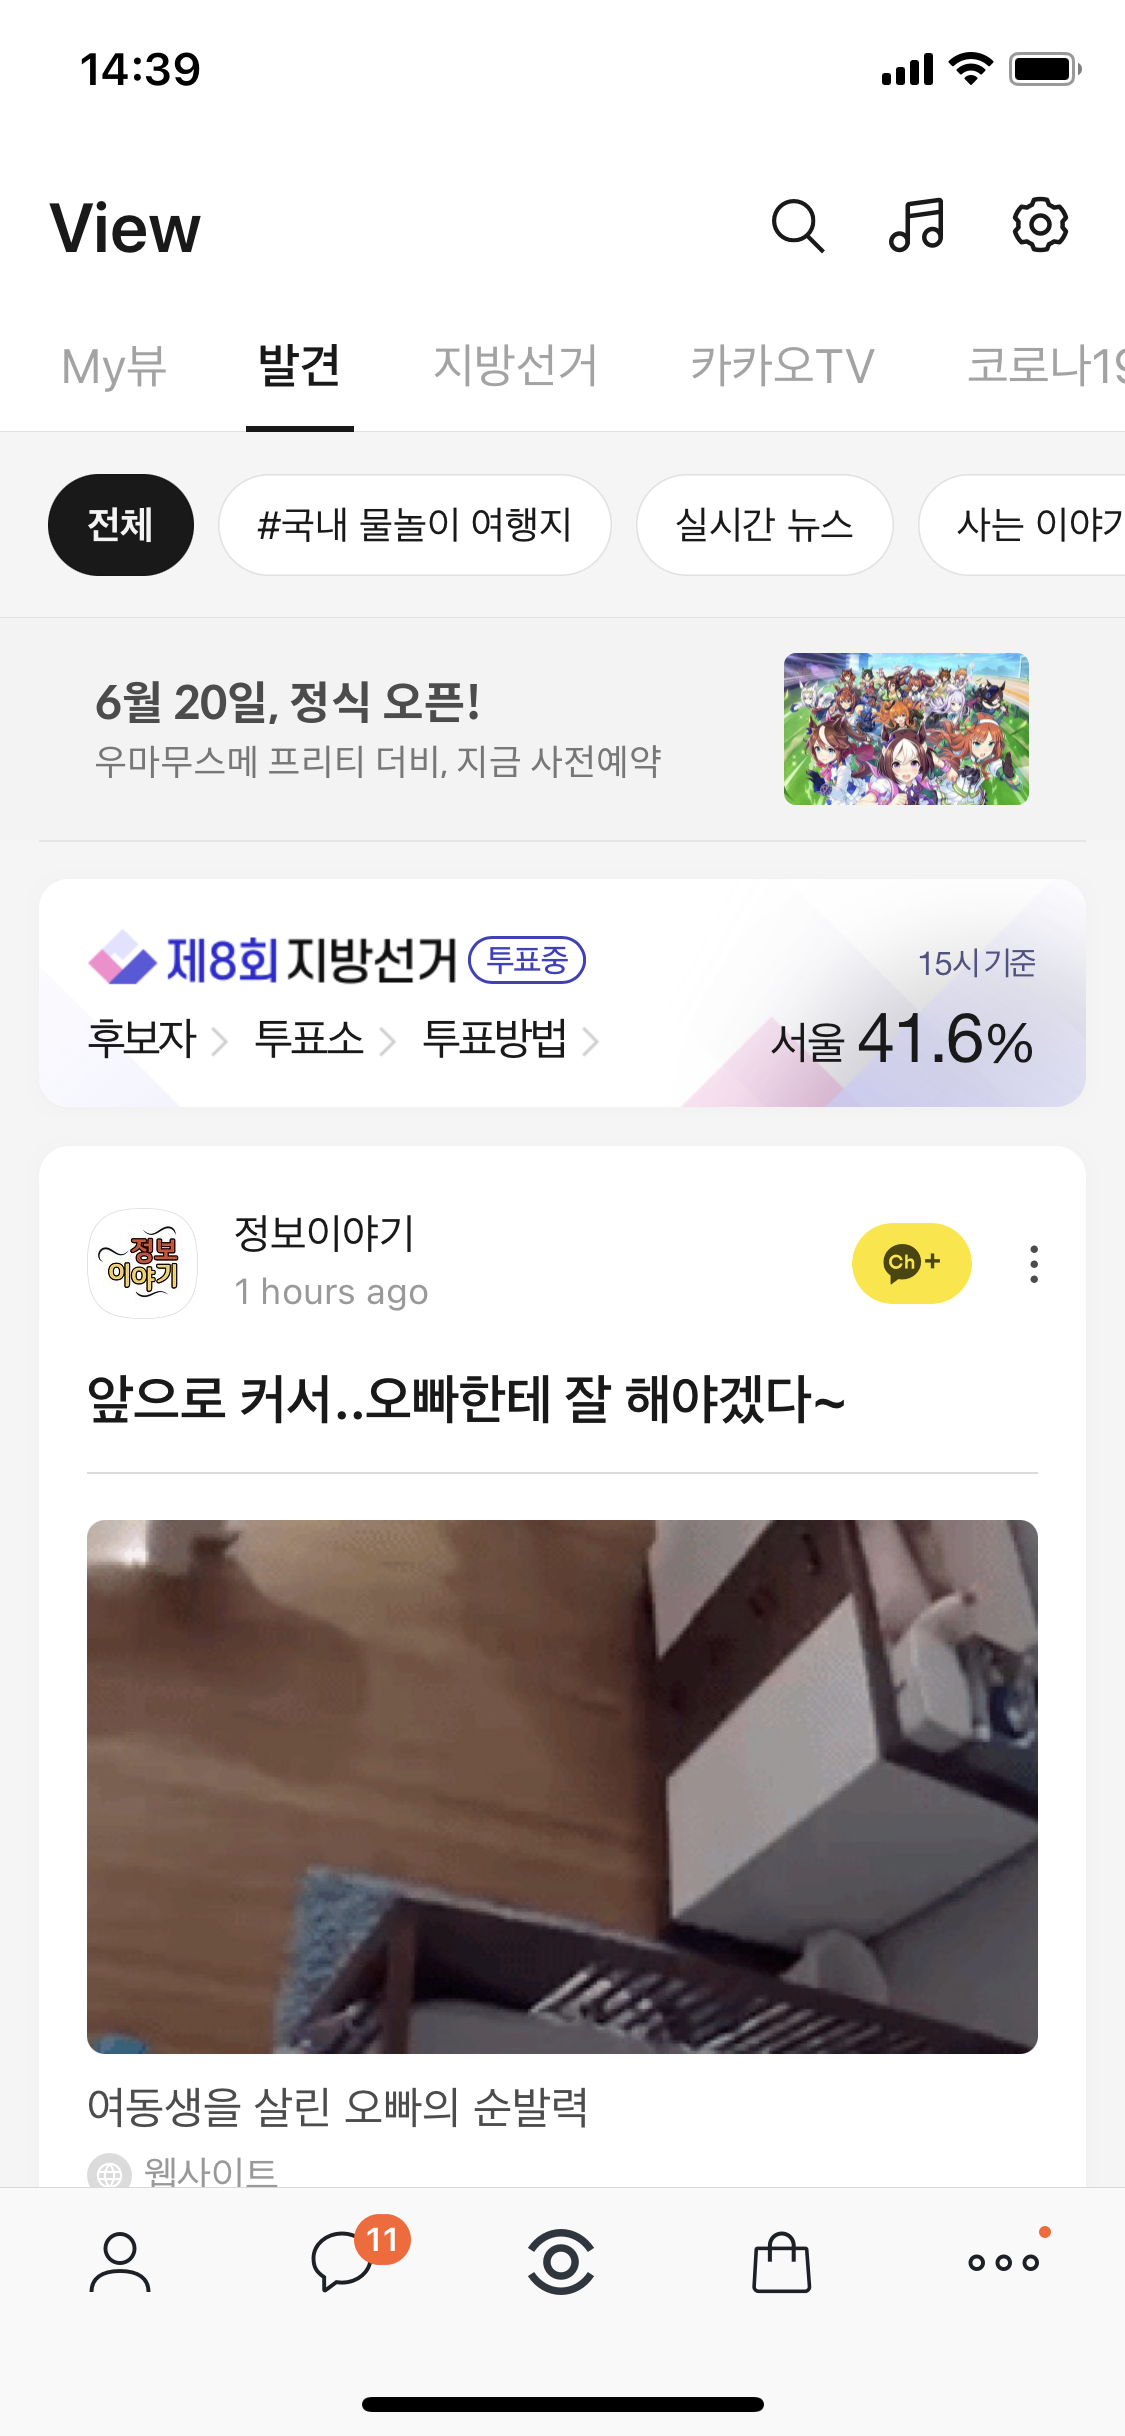 14:39
View
My뷰 발견 지방선거 카카오TV 코로나19
전체 #국내 물놀이 여행지 실시간 뉴스 사는 이야기
6월 20일, 정식 오픈!
우마무스메 프리티 더비, 지금 사전예약
제8회 지방선거 투표중
15시 기준
후보자 투표소 투표방법
서울 41.6%
정보이야기
정보
이야기
1 hours ago
Ch+
앞으로 커서..오빠한테 잘 해야겠다~
여동생을 살린 오빠의 순발력
웹사이트
11